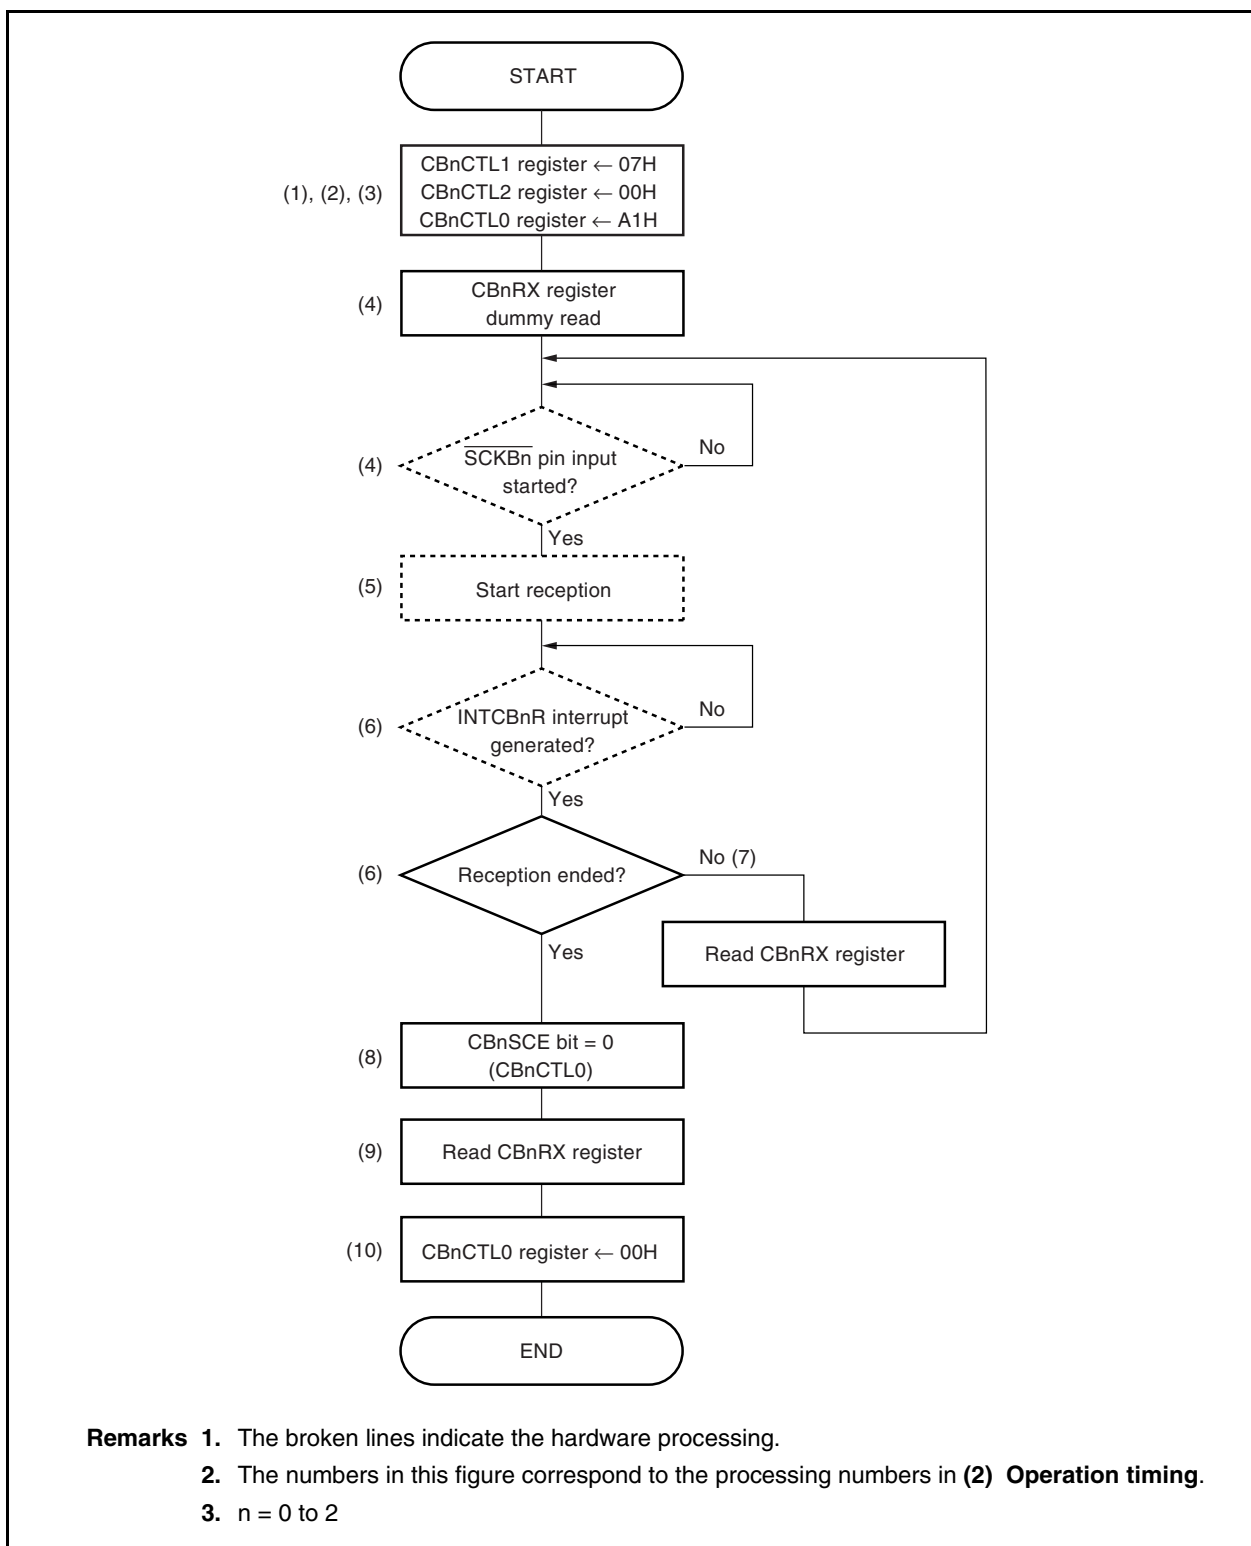 START
(1), (2), (3)
CBnCTL1 register ← 07H
CBnCTL2 register ← 00H
CBnCTL0 register ← A1H
(4)
CBnRX register
dummy read
(4)
SCKBn pin input
started?
No
Yes
(5)
Start reception
(6)
INTCBnR interrupt
generated?
No
Yes
(6)
Reception ended?
No (7)
Yes
Read CBnRX register
(8)
CBnSCE bit = 0
(CBnCTL0)
(9)
Read CBnRX register
(10)
CBnCTL0 register ← 00H
END
Remarks 1. The broken lines indicate the hardware processing.
2. The numbers in this figure correspond to the processing numbers in (2) Operation timing.
3. n = 0 to 2